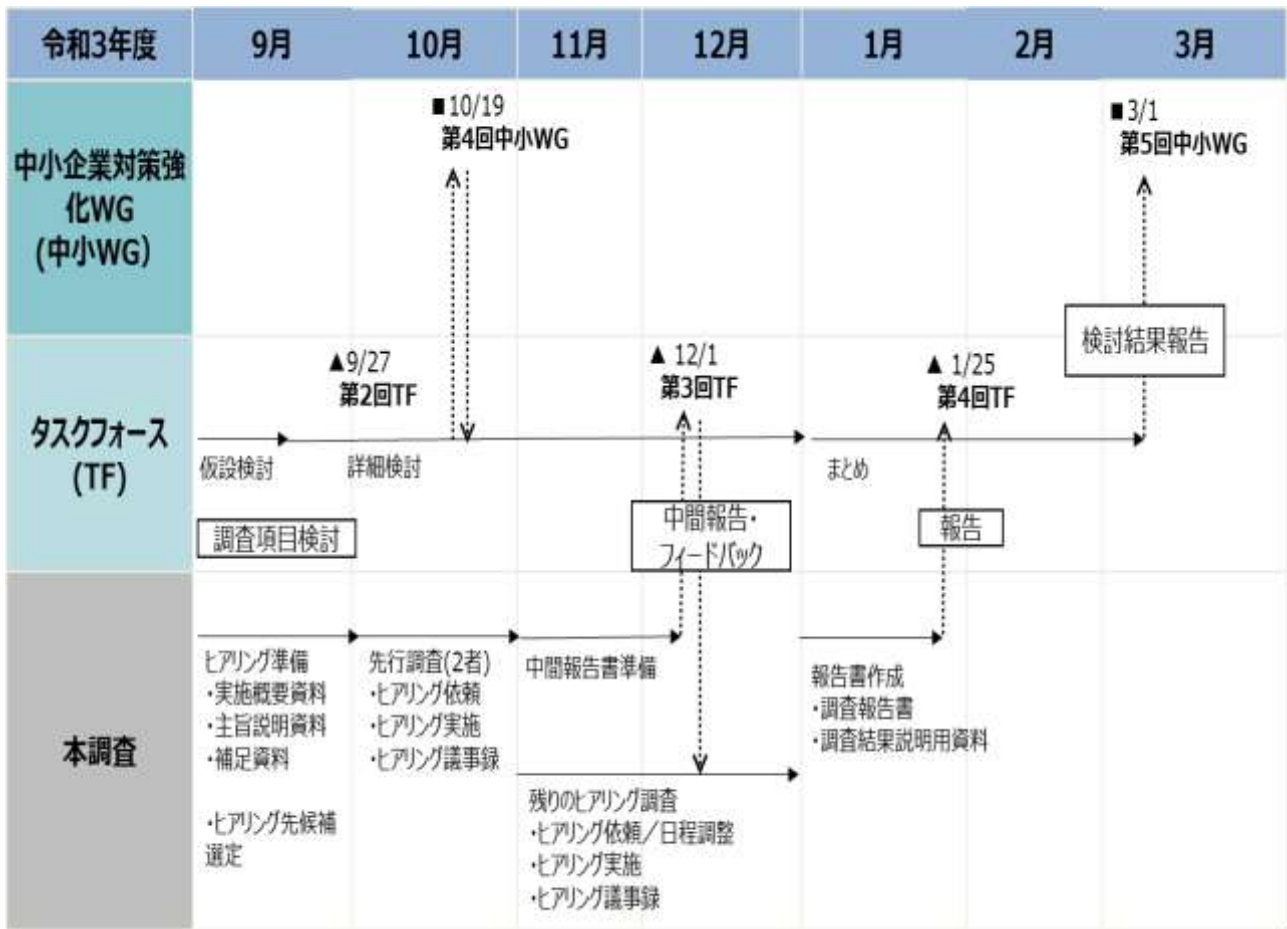 令和3年度
9月
10月
11月
12月
1月
2月
3月
中小企業対策強
化WG
(中小WG）
■10/19
第4回中小WG
■3/1
第5回中小WG
検討結果報告
タスクフォース
(TF)
▲9/27
第2回TF
▲ 12/1
第3回TF
▲ 1/25
第4回TF
仮設検討
詳細検討
まとめ
調査項目検討
中間報告・
フィードバック
報告
本調査
ヒアリング準備
・実施概要資料
・主旨説明資料
・補足資料
・ヒアリング先候補
選定
先行調査(2者)
・ヒアリング依頼
・ヒアリング実施
・ヒアリング議事録
中間報告書準備
残りのヒアリング調査
・ヒアリング依頼／日程調整
・ヒアリング実施
・ヒアリング議事録
報告書作成
・調査報告書
・調査結果説明用資料